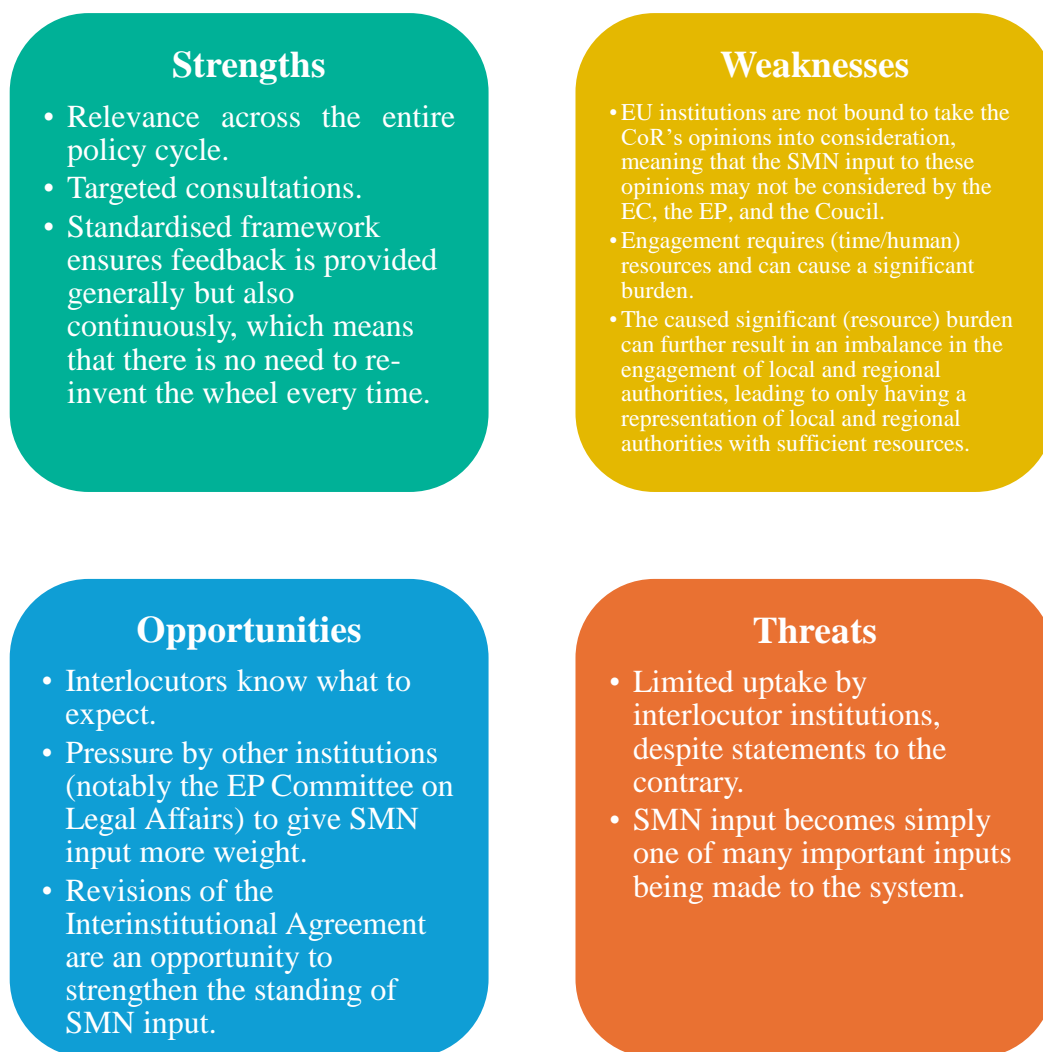 Strengths
• Relevance across the entire
policy cycle.
• Targeted consultations.
• Standardised framework
ensures feedback is provided
generally but also
continuously, which means
that there is no need to re-
invent the wheel every time.
Weaknesses
• EU institutions are not bound to take the
CoR's opinions into consideration,
meaning that the SMN input to these
opinions may not be considered by the
EC, the EP, and the Coucil.
• Engagement requires (time/human)
resources and can cause a significant
burden.
• The caused significant (resource) burden
can further result in an imbalance in the
engagement of local and regional
authorities, leading to only having a
representation of local and regional
authorities with sufficient resources.
Opportunities
• Interlocutors know what to
expect.
• Pressure by other institutions
(notably the EP Committee on
Legal Affairs) to give SMN
input more weight.
• Revisions of the
Interinstitutional Agreement
are an opportunity to
strengthen the standing of
SMN input.
Threats
• Limited uptake by
interlocutor institutions,
despite statements to the
contrary.
• SMN input becomes simply
one of many important inputs
being made to the system.